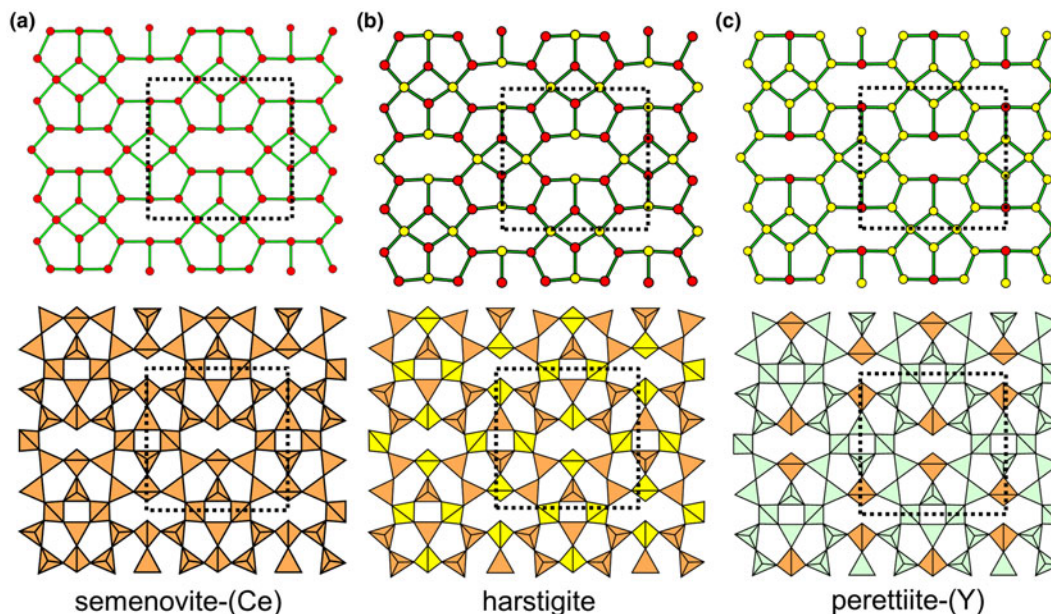 (a)
(b)
(c)
semenovite-(Ce)
harstigite
perettiite-(Y)